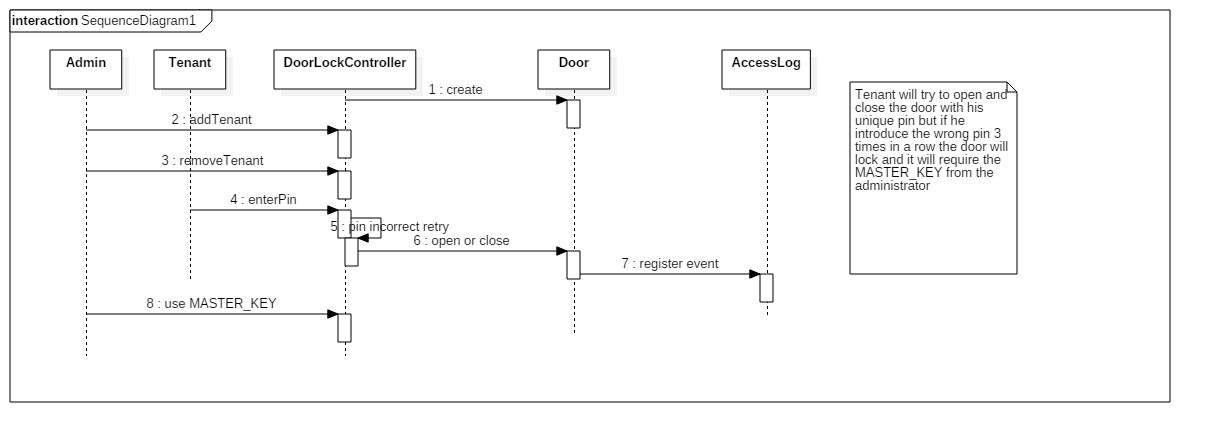 interaction SequenceDiagram1
Admin
Tenant
DoorLockController
Door
AccessLog
1 : create
2 : addTenant
3 : removeTenant
4 : enterPin
5 : pin incorrect retry
6 : open or close
7 : register event
8 : use MASTER_KEY
Tenant will try to open and
close the door with his
unique pin but if he
introduce the wrong pin 3
times in a row the door will
lock and it will require the
MASTER_KEY from the
administrator